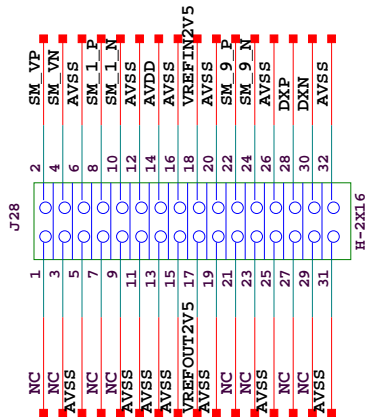 SM_VP
SM_VN
AVSS
SM_1_P
SM_1_N
AVSS
AVDD
AVSS
VREFIN2V5
AVSS
SM_9_P
SM_9_N
AVSS
DXP
DXN
AVSS
2
4
6
8
10
12
14
16
18
20
22
24
26
28
30
32
J28
H-2X16
1
3
5
7
9
11
13
15
17
19
21
23
25
27
29
31
NC
NC
AVSS
NC
NC
AVSS
AVSS
AVSS
VREFOUT2V5
AVSS
NC
NC
AVSS
NC
NC
AVSS